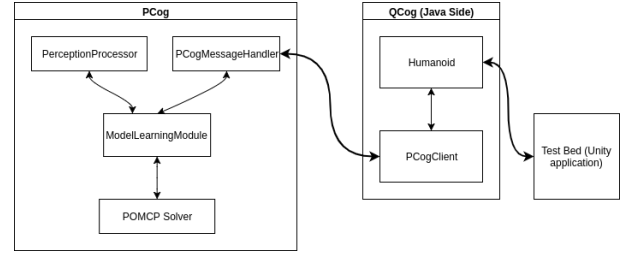 PCog
QCog (Java Side)
PerceptionProcessor
PCogMessageHandler
Humanoid
ModelLearningModule
PCogClient
Test Bed (Unity
application)
POMCP Solver